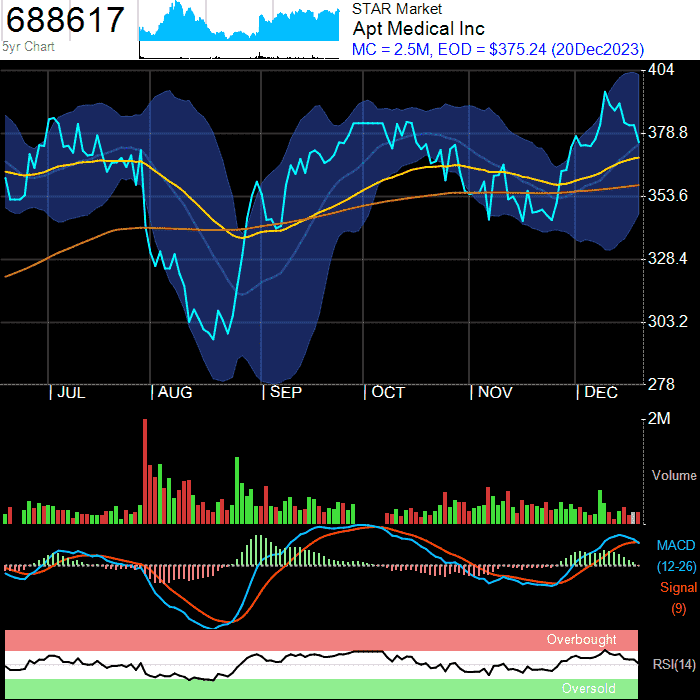 688617
5yr Chart
STAR Market
Apt Medical Inc
MC = 2.5M, EOD = $375.24 (20Dec2023)
404
378.8
353.6
328.4
303.2
278
| JUL | AUG | SEP | OCT | NOV | DEC
2M
Volume
MACD
(12-26)
Signal
(9)
Overbought
RSI(14)
Oversold